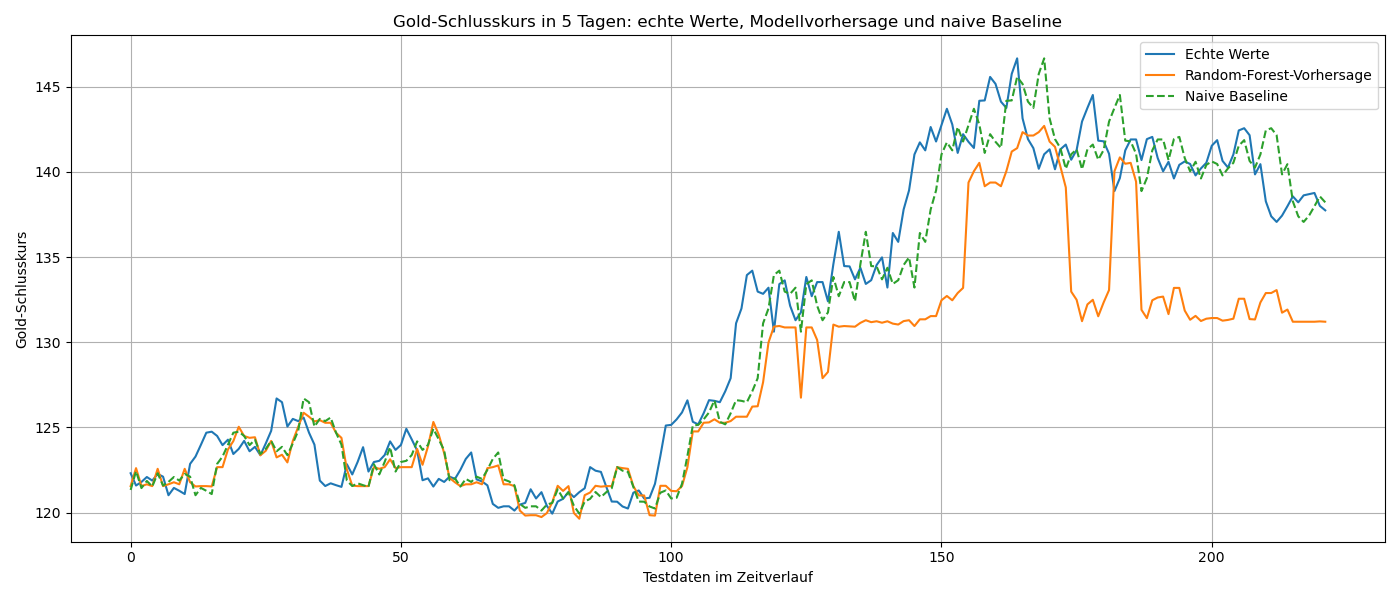 Gold-Schlusskurs in 5 Tagen: echte Werte, Modellvorhersage und naive Baseline
Echte Werte
Random-Forest-Vorhersage
Naive Baseline
Gold-Schlusskurs
145
140
135
130
125
120
0
50
100
150
200
Testdaten im Zeitverlauf